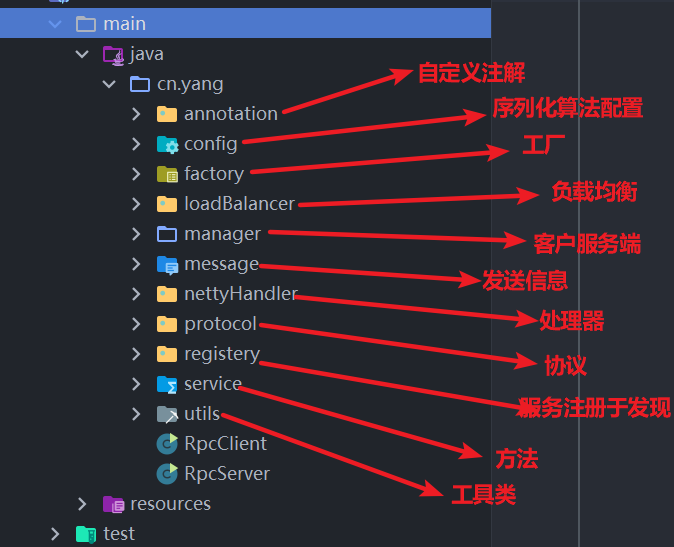 main
java
cn.yang
annotation 自定义注解
config 序列化算法配置
factory 工厂
loadBalancer 负载均衡
manager 客户服务端
message 发送信息
nettyHandler 处理器
protocol 协议
registery 服务注册于发现
service 方法
utils 工具类
RpcClient
RpcServer
resources
test